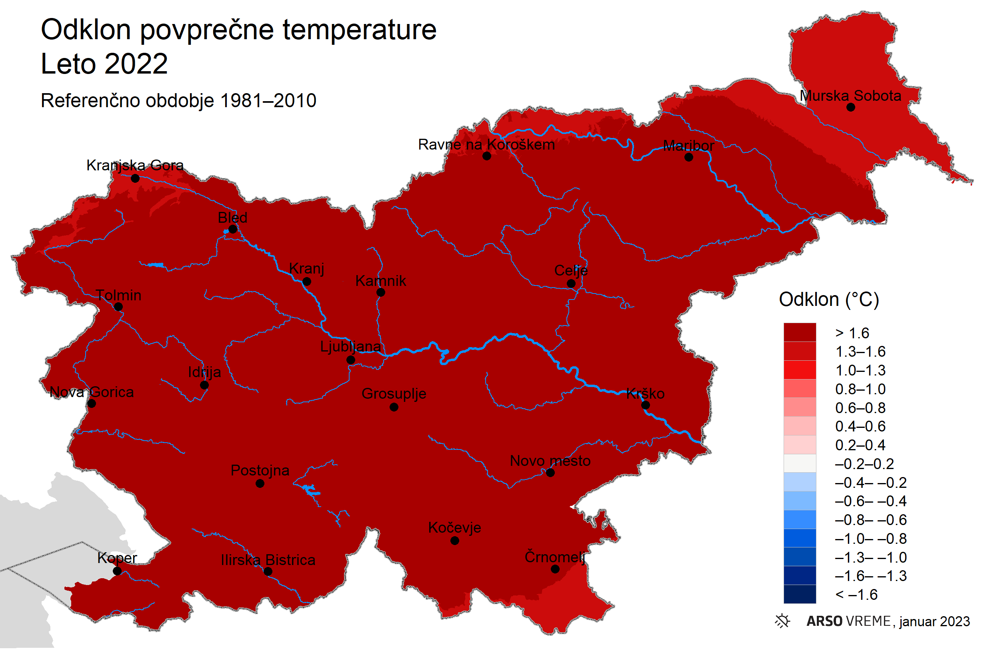 Odklon povprečne temperature
Leto 2022
Referenčno obdobje 1981–2010
Murska Sobota
Ravne na Koroškem
Maribor
Kranjska Gora
Bled
Kranj
Kamnik
Celje
Tolmin
Ljubljana
Idrija
Nova Gorica
Grosuplje
Krško
Novo mesto
Postojna
Kočevje
Koper
Ilirska Bistrica
Črnomelj
Odklon (°C)
> 1.6
1.3–1.6
1.0–1.3
0.8–1.0
0.6–0.8
0.4–0.6
0.2–0.4
–0.2–0.2
–0.4– –0.2
–0.6– –0.4
–0.8– –0.6
–1.0– –0.8
–1.3– –1.0
–1.6– –1.3
< –1.6
ARSO VREME, januar 2023